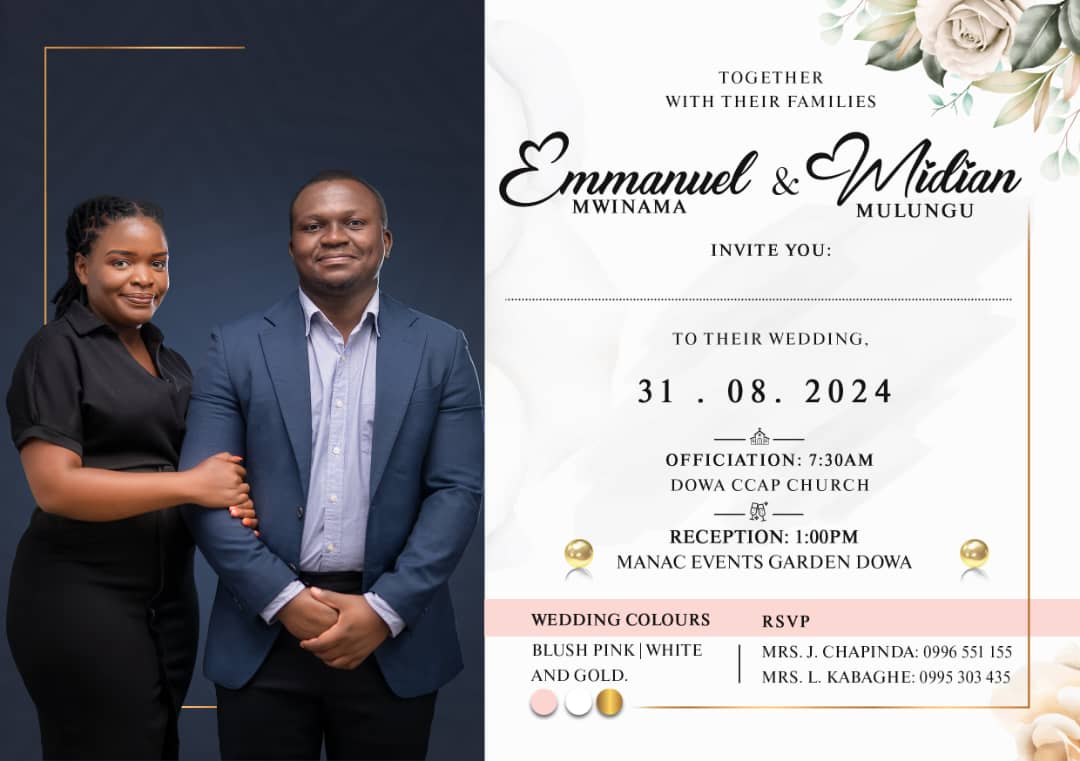 TOGETHER
WITH THEIR FAMILIES
Emmanuel & Midian
MWINAMA MULUNGU
INVITE YOU:
TO THEIR WEDDING,
31 . 08. 2024
OFFICIATION: 7:30AM
DOWA CCAP CHURCH
RECEPTION: 1:00PM
MANAC EVENTS GARDEN DOWA
WEDDING COLOURS
BLUSH PINK|WHITE
AND GOLD.
RSVP
MRS. J. CHAPINDA: 0996 551 155
MRS. L. KABAGHE: 0995 303 435